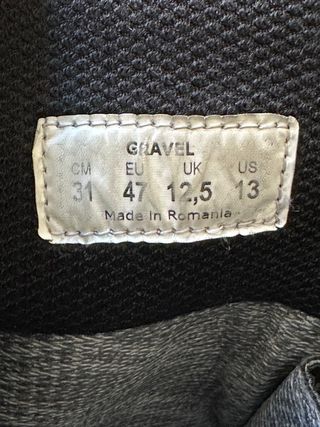 GRAVEL
CM EU UK US
31 47 12,5 13
Made In Romania